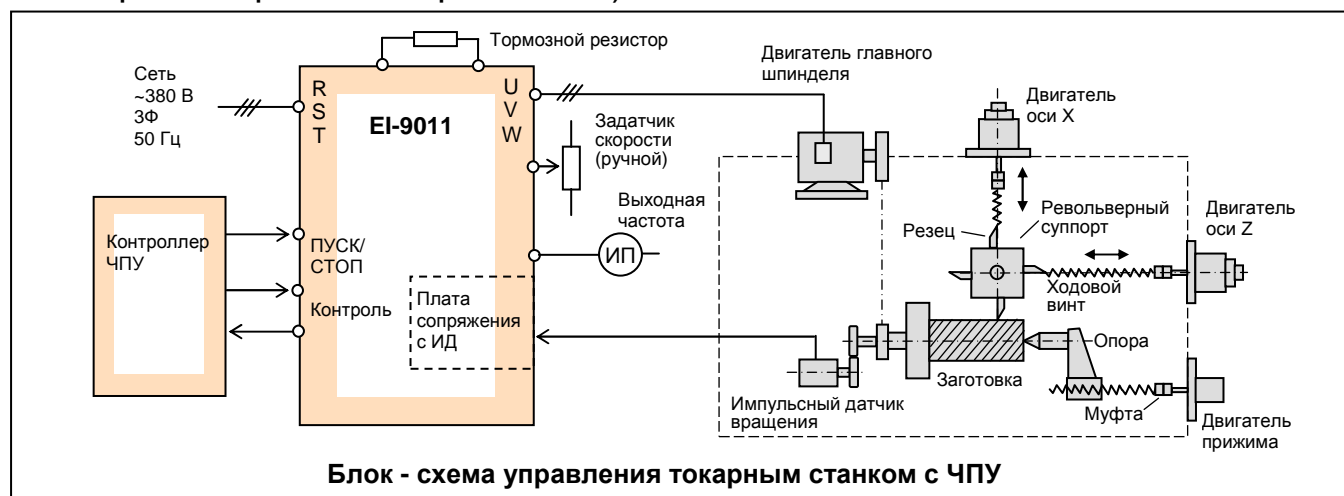 Тормозной резистор
Сеть
~380 В
3Ф
50 Гц
R
S
T
EI-9011
U
V
W
Задатчик
скорости
(ручной)
Двигатель главного
шпинделя
Двигатель
оси X
Контроллер
ЧПУ
ПУСК/
СТОП
Контроль
Выходная
частота
ИП
Плата
сопряжения
с ИД
Резец
Револьверный
суппорт
Двигатель
оси Z
Ходовой
винт
Опора
Заготовка
Импульсный датчик
вращения
Муфта
Двигатель
прижима
Блок - схема управления токарным станком с ЧПУ